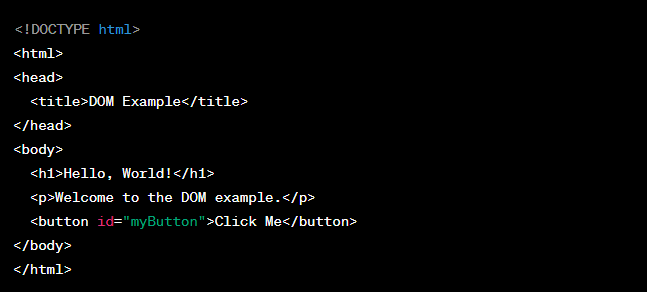 <!DOCTYPE html>
<html>
<head>
  <title>DOM Example</title>
</head>
<body>
  <h1>Hello, World!</h1>
  <p>Welcome to the DOM example.</p>
  <button id="myButton">Click Me</button>
</body>
</html>